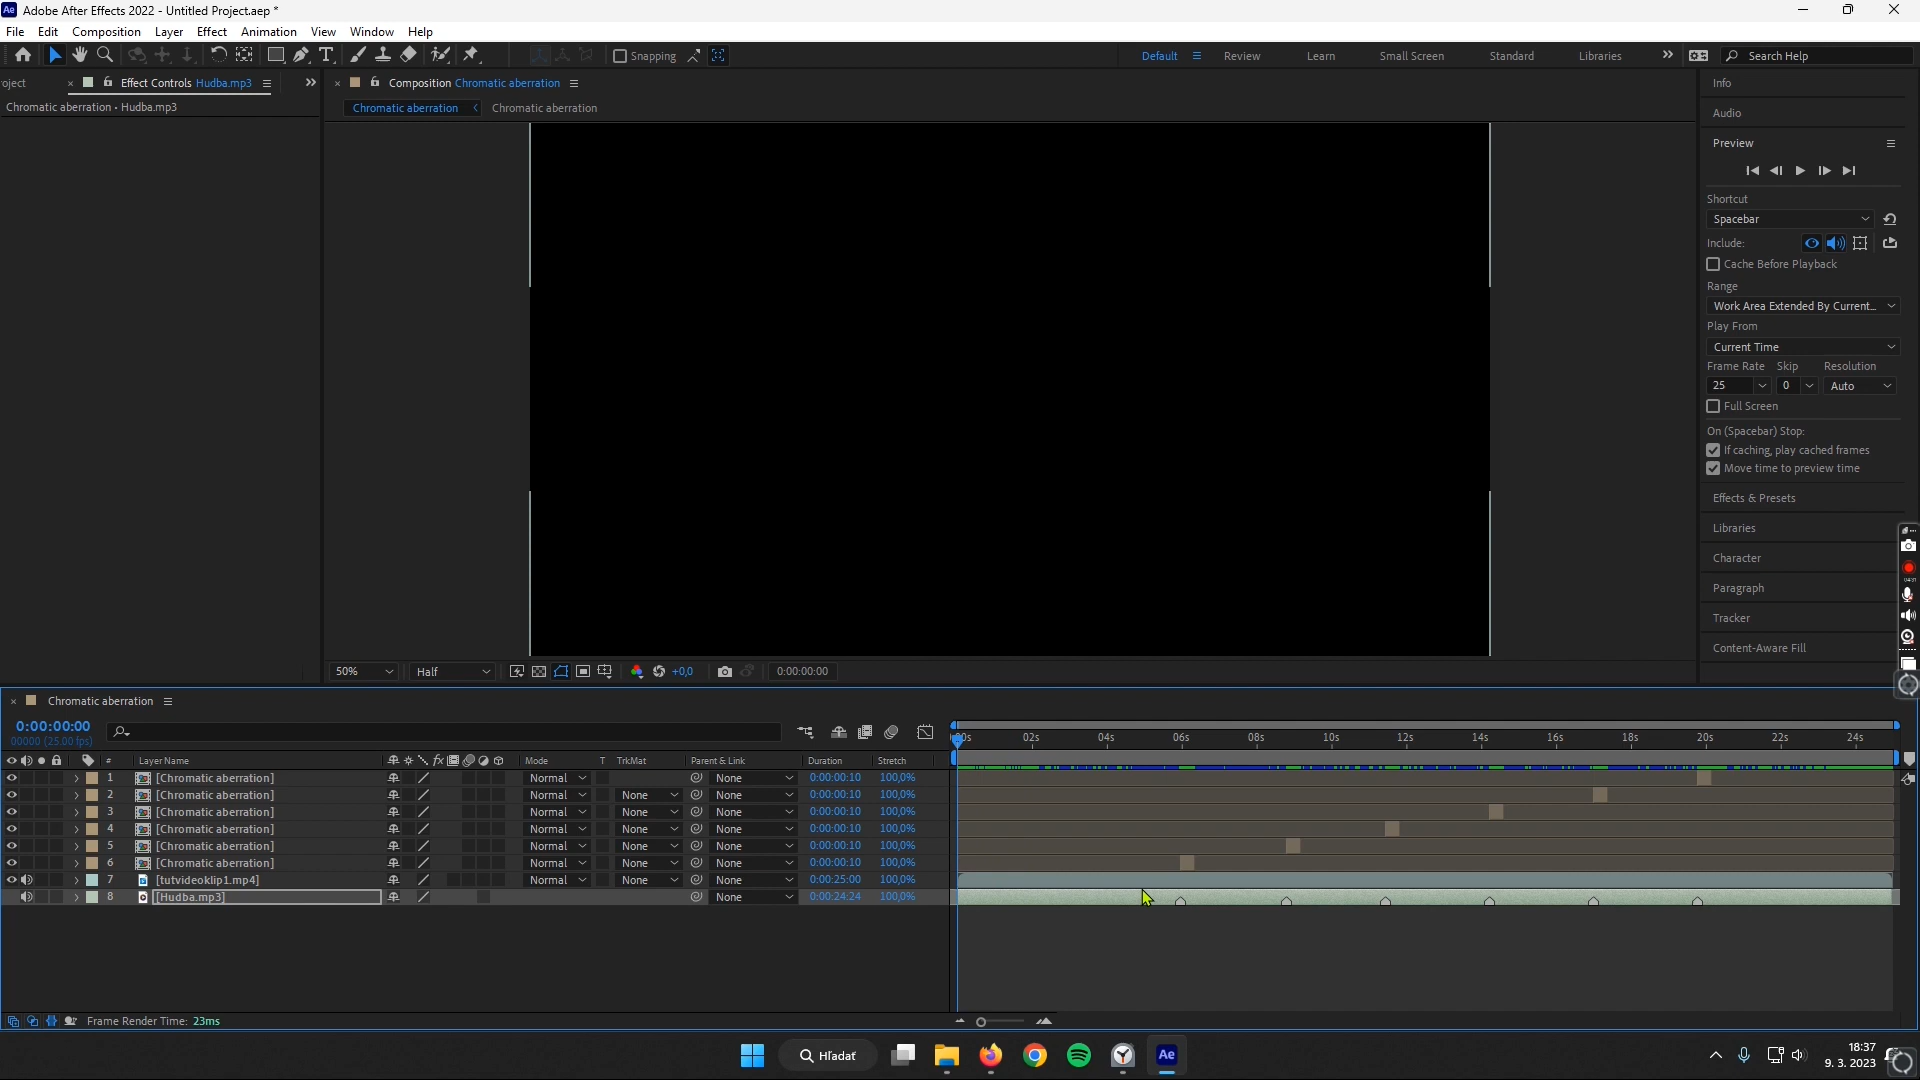 Ae Adobe After Effects 2022 - Untitled Project.aep *
File Edit Composition Layer Effect Animation View Window Help
Snapping Default Review Learn Small Screen Standard Libraries Search Help
oject Effect Controls Hudba.mp3
Composition Chromatic aberration
Chromatic aberration • Hudba.mp3
Chromatic aberration < Chromatic aberration
Info
Audio
Preview
Shortcut
Spacebar
Include:
Cache Before Playback
Range
Work Area Extended By Current...
Play From
Current Time
Frame Rate Skip Resolution
25 0 Auto
Full Screen
On (Spacebar) Stop:
If caching, play cached frames
Move time to preview time
Effects & Presets
Libraries
Character
Paragraph
Tracker
Content-Aware Fill
50% Half +0,0 0:00:00:00
Chromatic aberration
0:00:00:00
00000 (25.00 fps)
02s 04s 06s 08s 10s 12s 14s 16s 18s 20s 22s 24s
# Layer Name Mode T TrkMat Parent & Link Duration Stretch
1 [Chromatic aberration] Normal None 0:00:00:10 100,0%
2 [Chromatic aberration] Normal None None 0:00:00:10 100,0%
3 [Chromatic aberration] Normal None None 0:00:00:10 100,0%
4 [Chromatic aberration] Normal None None 0:00:00:10 100,0%
5 [Chromatic aberration] Normal None None 0:00:00:10 100,0%
6 [Chromatic aberration] Normal None None 0:00:00:10 100,0%
7 [tutvideoklip1.mp4] Normal None None 0:00:25:00 100,0%
8 [Hudba.mp3] None 0:00:24:24 100,0%
Frame Render Time: 23ms
Hľadať Ae
18:37
9. 3. 2023